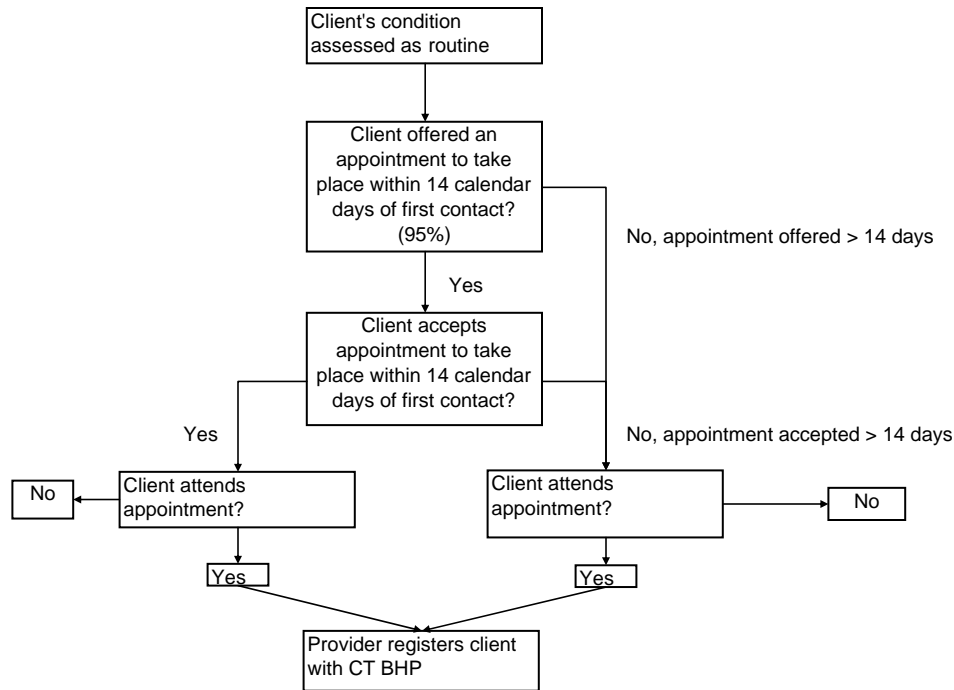 Client's condition
assessed as routine
Client offered an
appointment to take
place within 14 calendar
days of first contact?
(95%)
No, appointment offered > 14 days
Yes
Client accepts
appointment to take
place within 14 calendar
days of first contact?
Yes
No, appointment accepted > 14 days
No
Client attends
appointment?
Client attends
appointment?
No
Yes
Yes
Provider registers client
with CT BHP